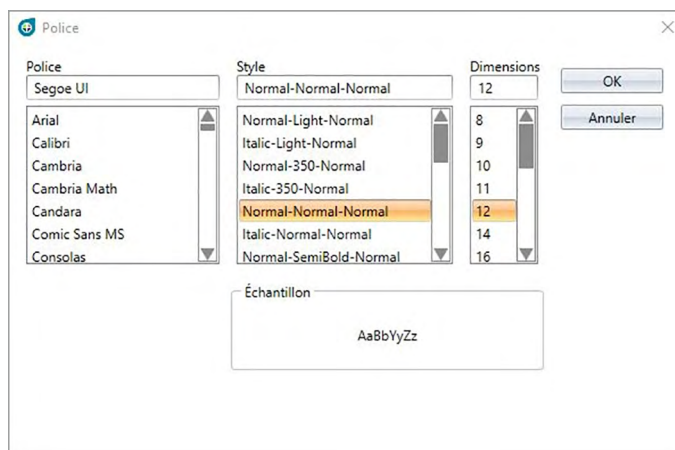 Police
Police
Style
Dimensions
Segoe UI
Normal-Normal-Normal
12
OK
Annuler
Arial
Calibri
Cambria
Cambria Math
Candara
Comic Sans MS
Consolas
Normal-Light-Normal
Italic-Light-Normal
Normal-350-Normal
Italic-350-Normal
Normal-Normal-Normal
Italic-Normal-Normal
Normal-SemiBold-Normal
8
9
10
11
12
14
16
Échantillon
AaBbYyZz